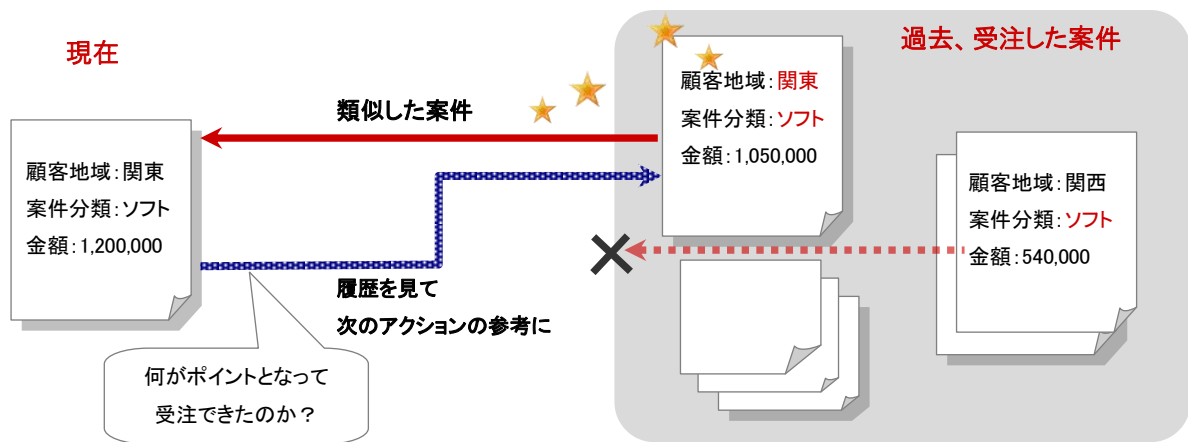 現在
過去、受注した案件
類似した案件
顧客地域:関東
案件分類:ソフト
金額:1,200,000
顧客地域:関東
案件分類:ソフト
金額:1,050,000
顧客地域:関西
案件分類:ソフト
金額:540,000
履歴を見て
次のアクションの参考に
何がポイントとなって
受注できたのか?